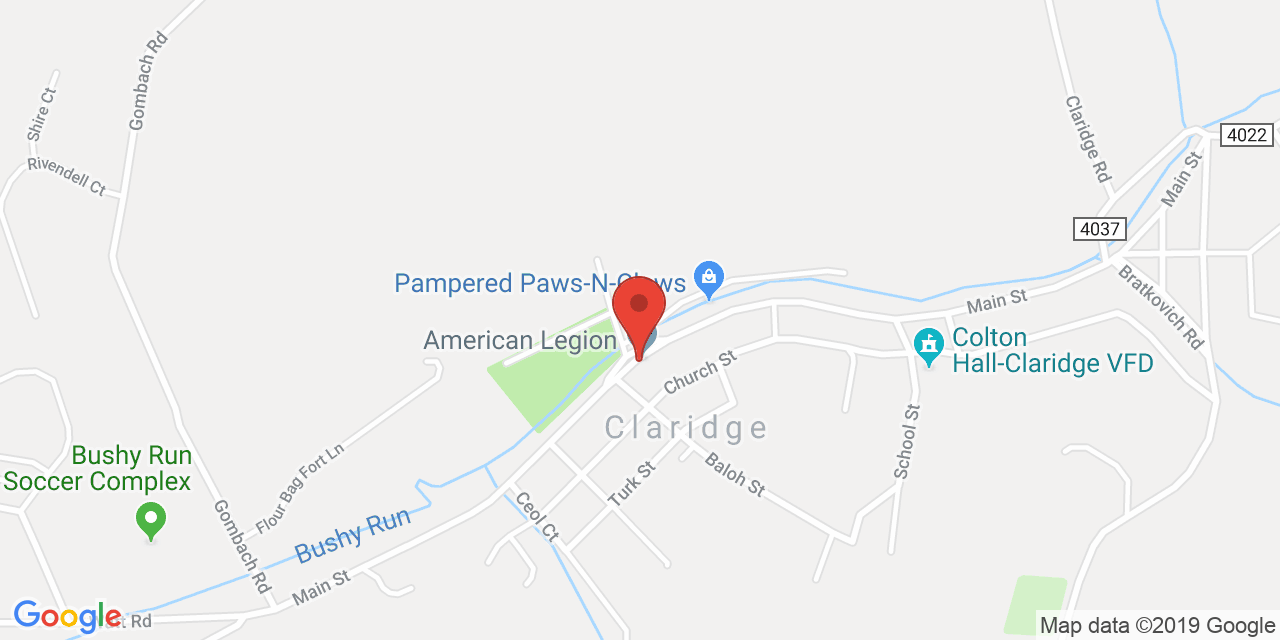 Gombach Rd
Shire Ct
Rivendell Ct
Claridge Rd
4022
Main St
4037
Bratkovich Rd
Pampered Paws-N-Claws
American Legion
Main St
Colton
Hall-Claridge VFD
Church St
Claridge
School St
Bushy Run
Soccer Complex
Flour Bag Fort Ln
Baloh St
Turk St
Ceol Ct
Gombach Rd
Bushy Run
Main St
Google
Rd
Map data ©2019 Google